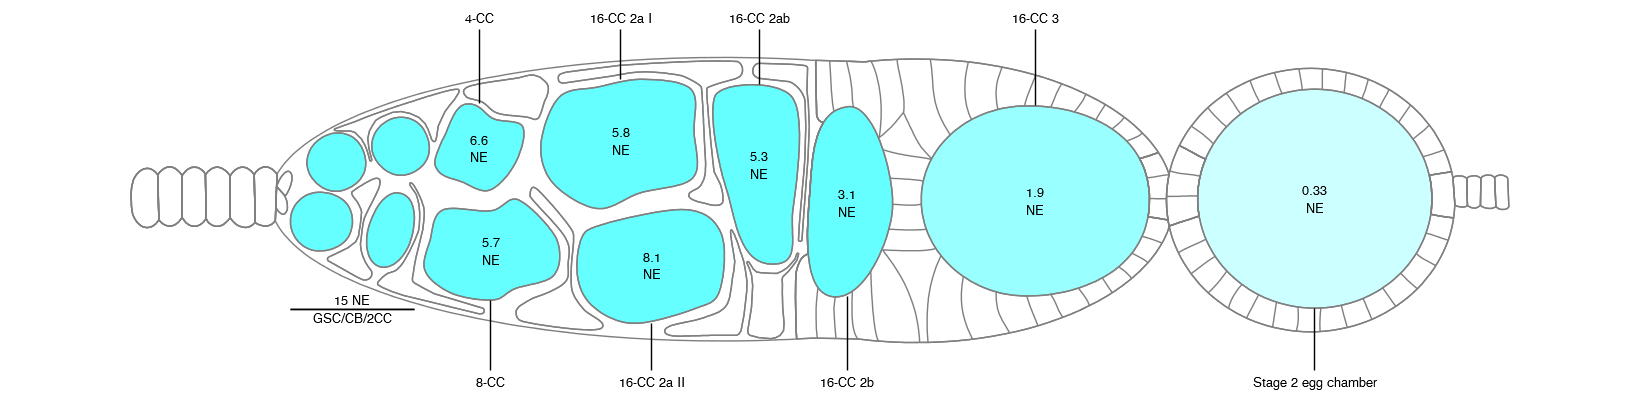 4-CC
16-CC 2a I
16-CC 2ab
16-CC 3
6.6
NE
5.8
NE
5.3
NE
3.1
NE
1.9
NE
0.33
NE
5.7
NE
8.1
NE
15 NE
GSC/CB/2CC
8-CC
16-CC 2a II
16-CC 2b
Stage 2 egg chamber